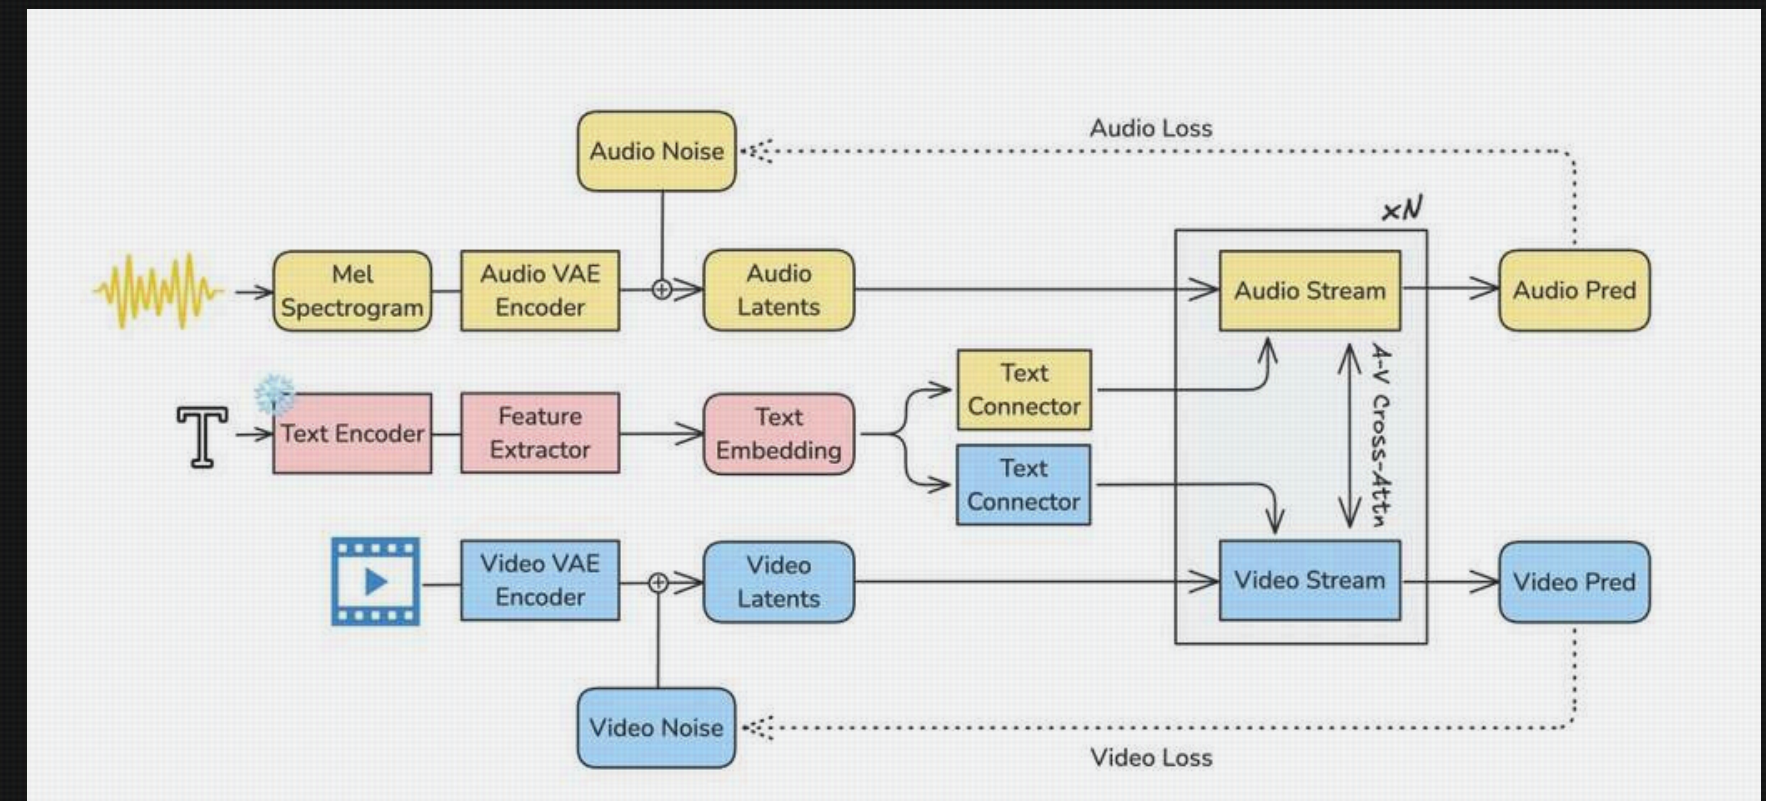 Audio Loss
Audio Noise
xN
Mel
Spectrogram
Audio VAE
Encoder
Audio
Latents
Audio Stream
Audio Pred
Text
Connector
A-V Cross-Attn
T
Text Encoder
Feature
Extractor
Text
Embedding
Text
Connector
Video VAE
Encoder
Video
Latents
Video Stream
Video Pred
Video Noise
Video Loss